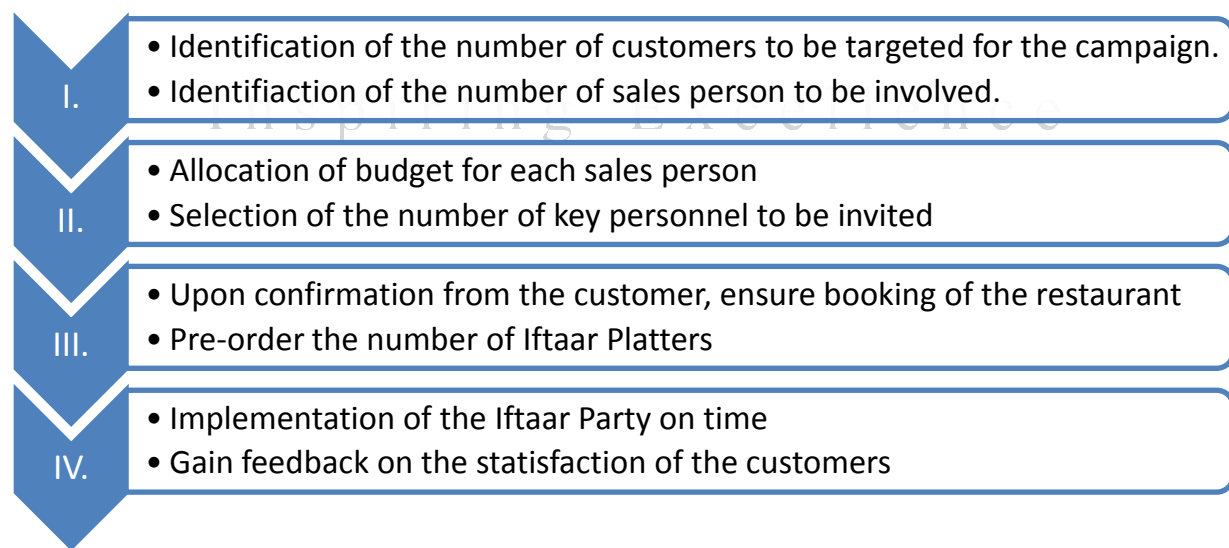 I.
• Identification of the number of customers to be targeted for the campaign.
• Identifiaction of the number of sales person to be involved.
Inspiring Excellence
II.
• Allocation of budget for each sales person
• Selection of the number of key personnel to be invited
III.
• Upon confirmation from the customer, ensure booking of the restaurant
• Pre-order the number of Iftaar Platters
IV.
• Implementation of the Iftaar Party on time
• Gain feedback on the statisfaction of the customers